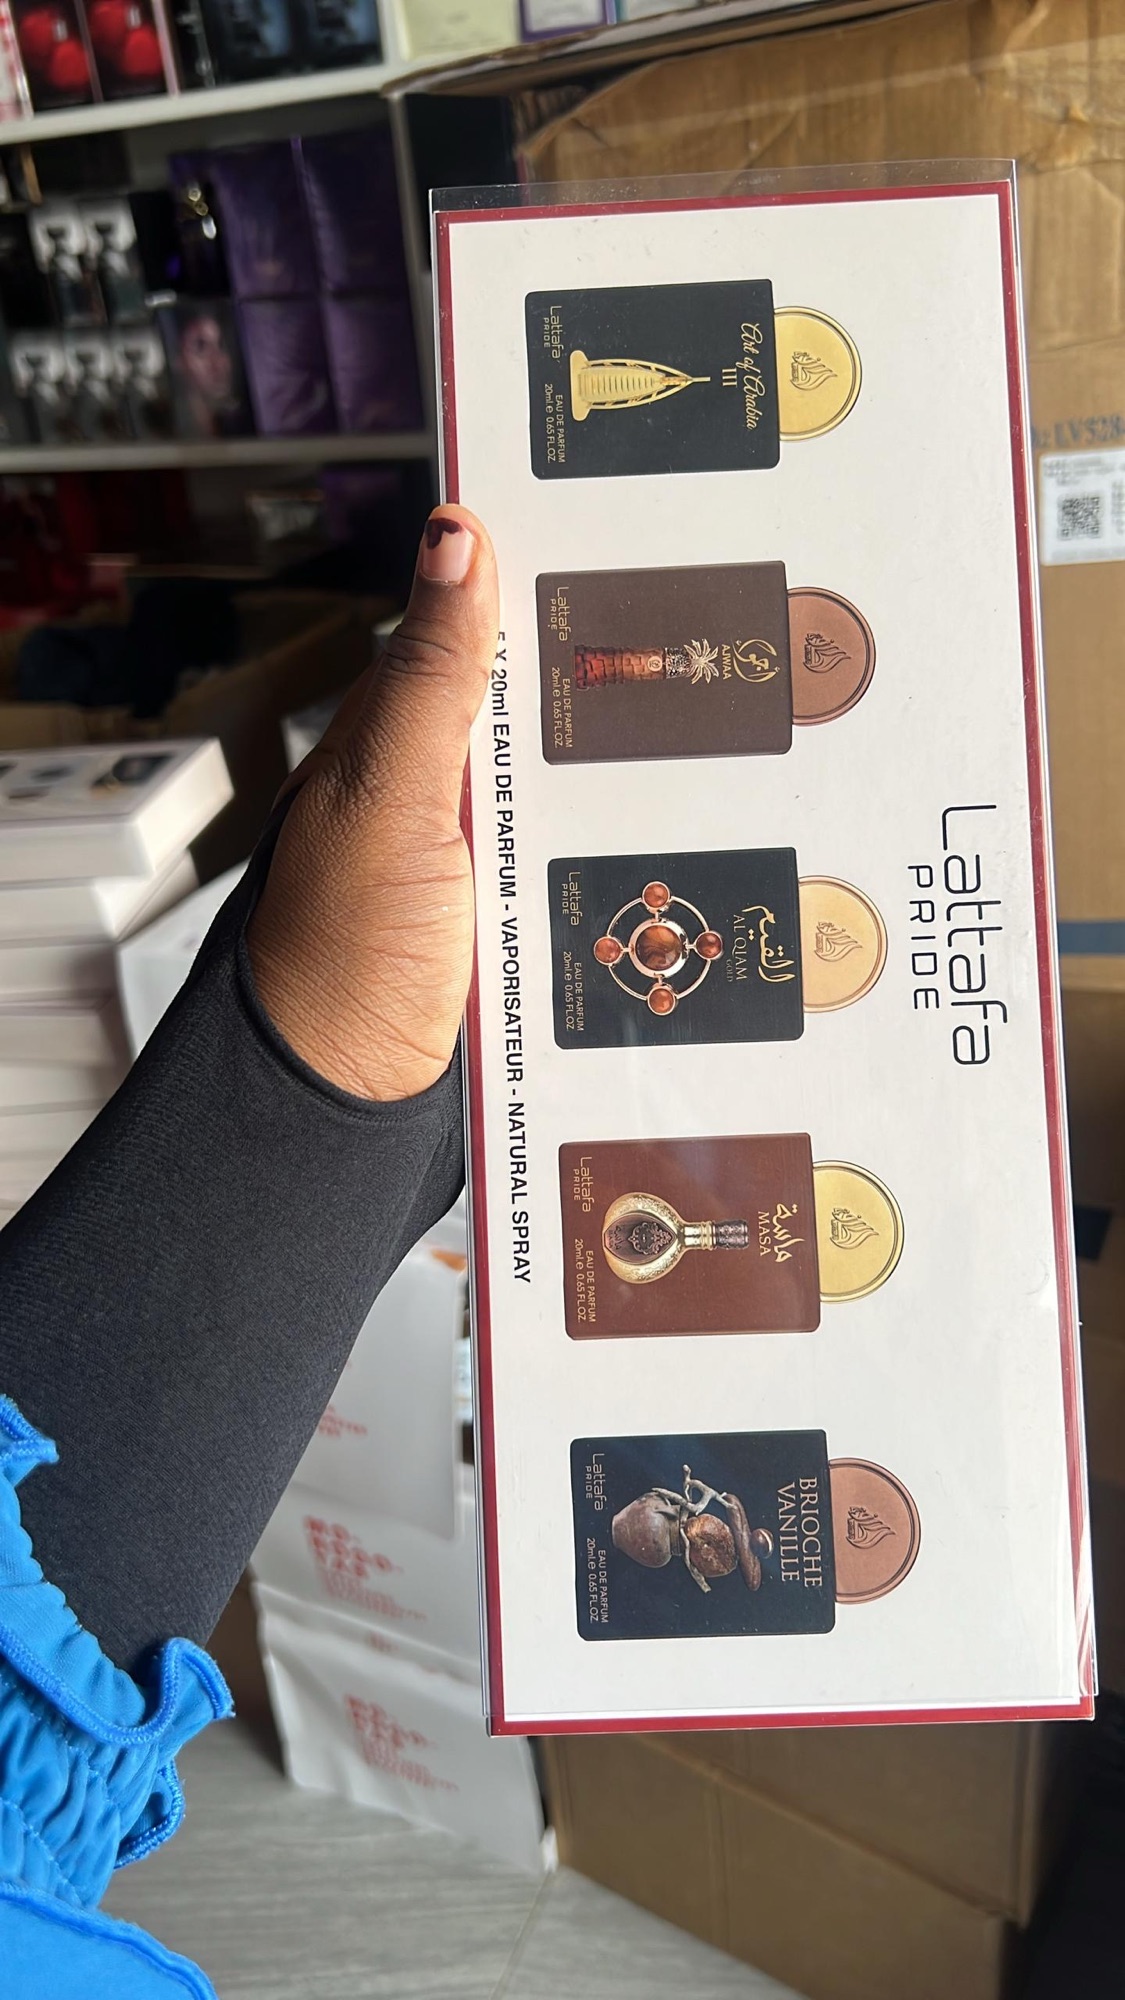 Lattafa
PRIDE
Art of Arabia
III
Lattafa
PRIDE
EAU DE PARFUM
20ml.e 0.65 FL.OZ.
AJWAA
Lattafa
PRIDE
EAU DE PARFUM
20ml.e 0.65 FL.OZ.
القيم
AL QIAM
GOLD
Lattafa
PRIDE
EAU DE PARFUM
20ml.e 0.65 FL.OZ.
ماسة
MASA
Lattafa
PRIDE
EAU DE PARFUM
20ml.e 0.65 FL.OZ.
BRIOCHE
VANILLE
Lattafa
PRIDE
EAU DE PARFUM
20ml.e 0.65 FL.OZ.
5 X 20ml EAU DE PARFUM - VAPORISATEUR - NATURAL SPRAY